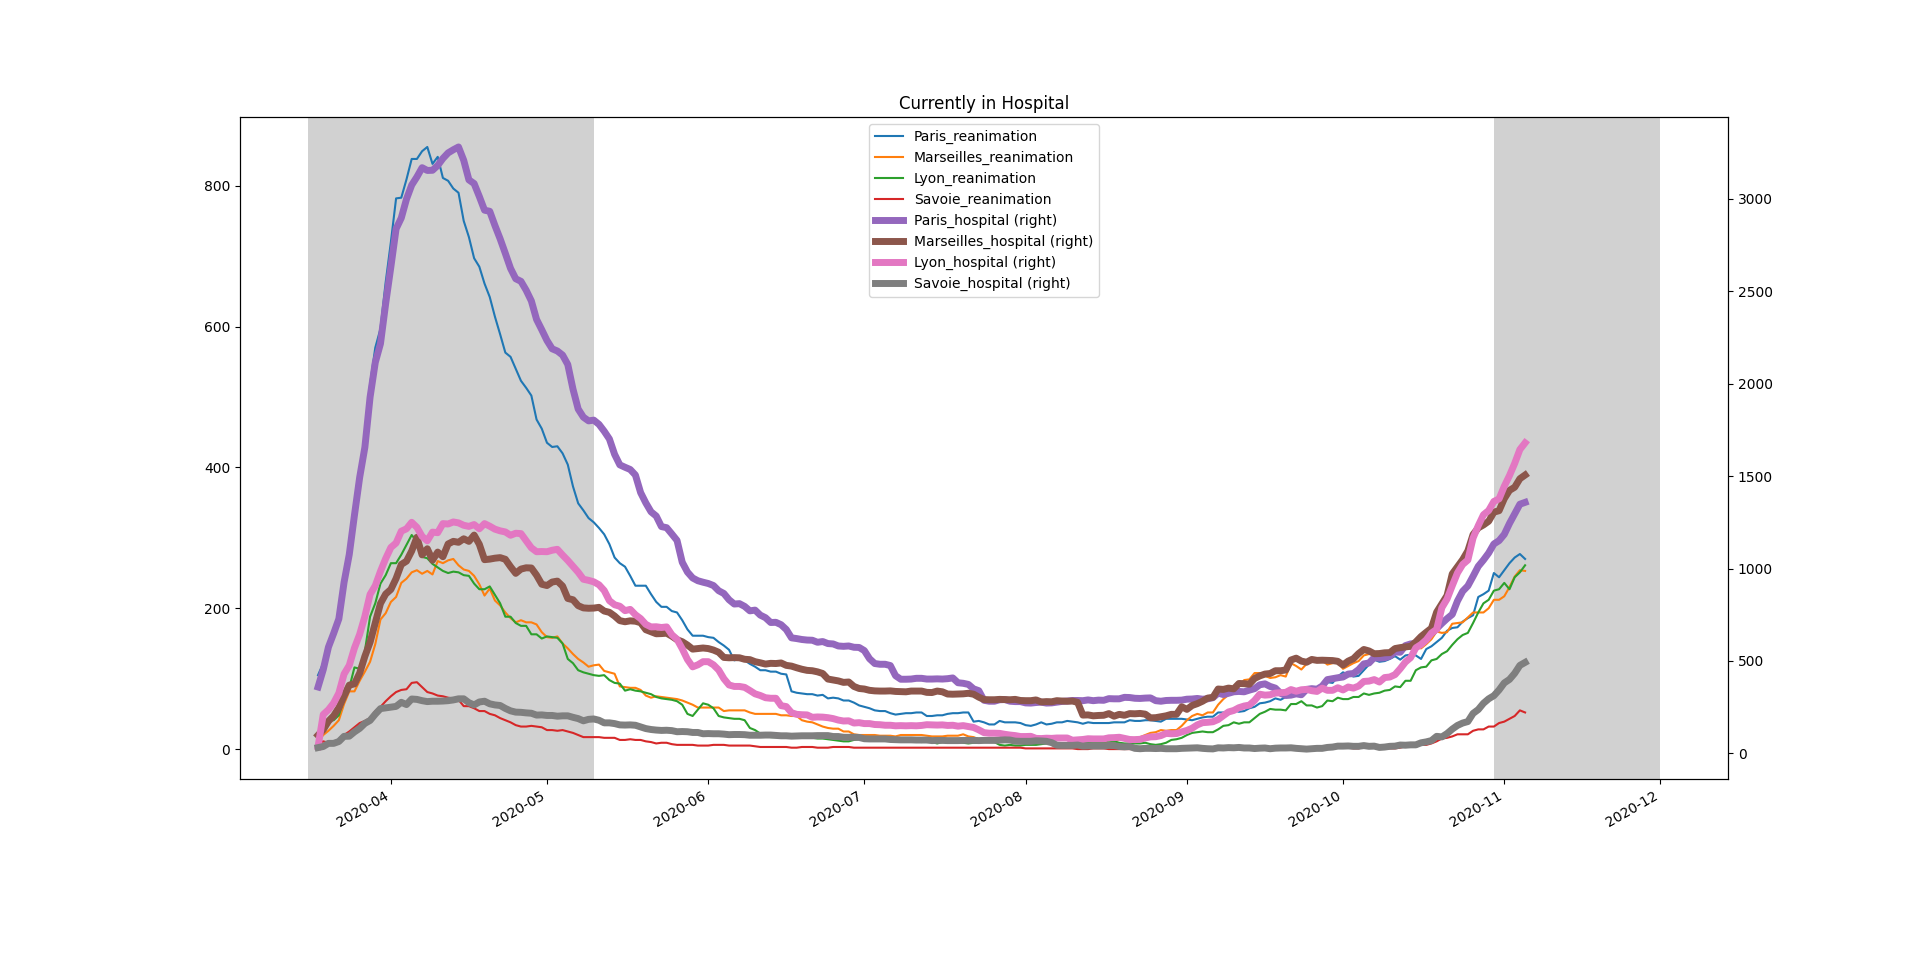 Currently in Hospital
Paris_reanimation
Marseilles_reanimation
Lyon_reanimation
Savoie_reanimation
Paris_hospital (right)
Marseilles_hospital (right)
Lyon_hospital (right)
Savoie_hospital (right)
800
600
400
200
0
3000
2500
2000
1500
1000
500
0
2020-04
2020-05
2020-06
2020-07
2020-08
2020-09
2020-10
2020-11
2020-12